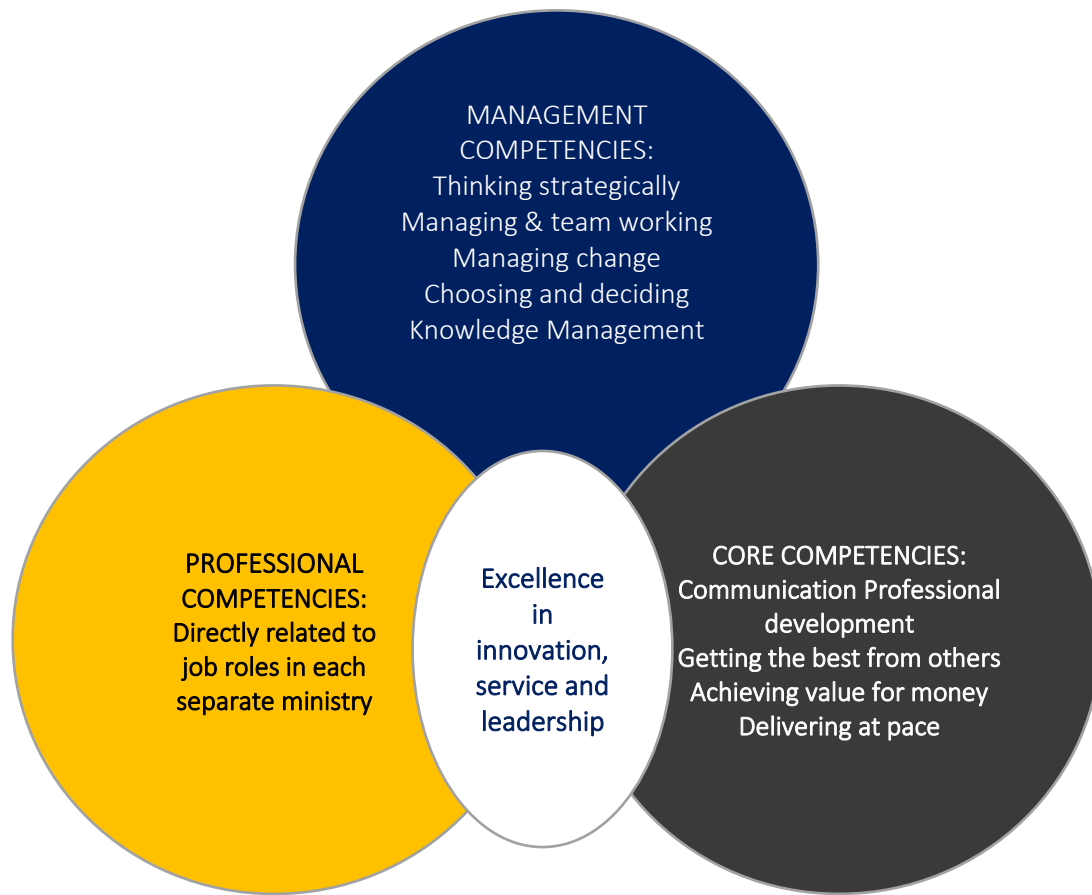 MANAGEMENT
COMPETENCIES:
Thinking strategically
Managing & team working
Managing change
Choosing and deciding
Knowledge Management
PROFESSIONAL
COMPETENCIES:
Directly related to
job roles in each
separate ministry
Excellence
in
innovation,
service and
leadership
CORE COMPETENCIES:
Communication Professional
development
Getting the best from others
Achieving value for money
Delivering at pace